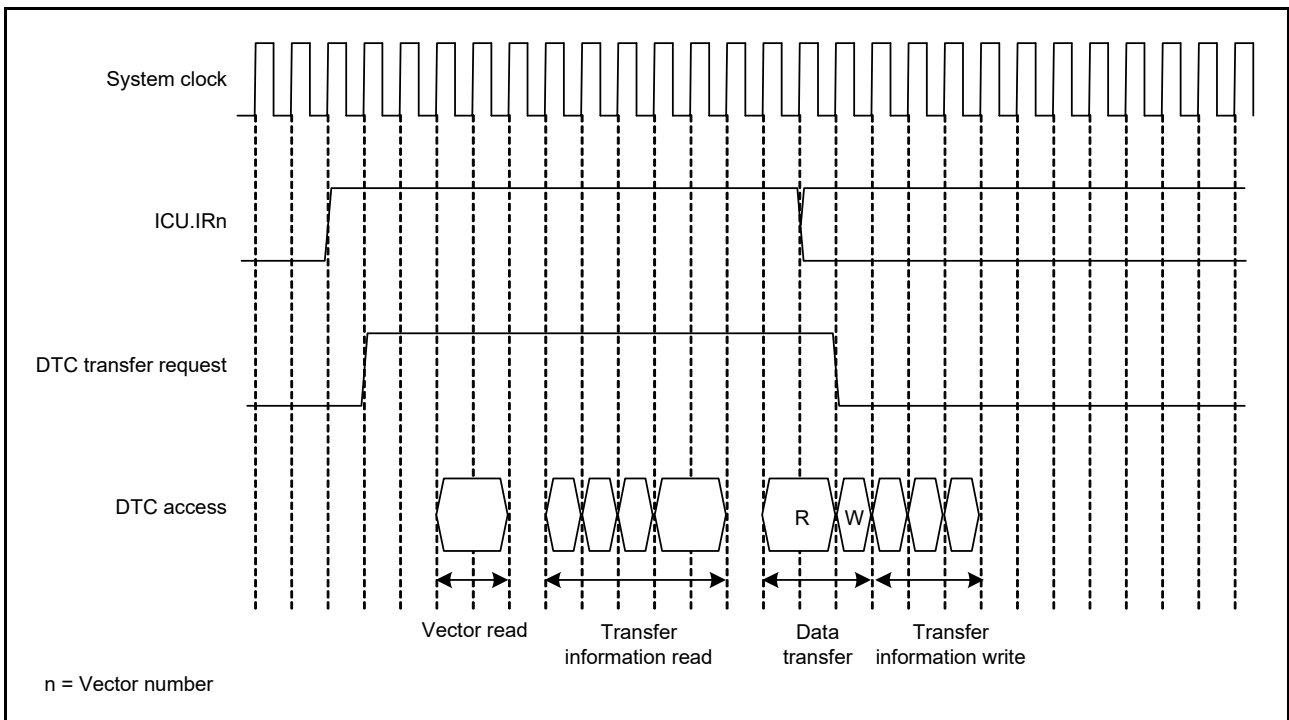 System clock
ICU.IRn
DTC transfer request
DTC access
R
W
Vector read
Transfer
information read
Data
transfer
Transfer
information write
n = Vector number